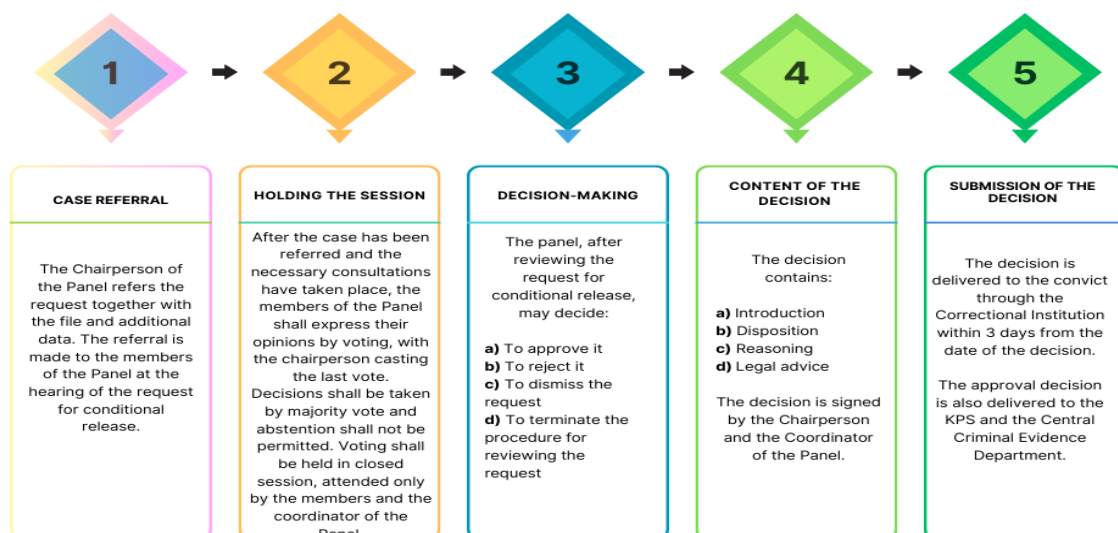 1
2
3
4
5
CASE REFERRAL
The Chairperson of
the Panel refers the
request together with
the file and additional
data. The referral is
made to the members
of the Panel at the
hearing of the request
for conditional
release.
HOLDING THE SESSION
After the case has been
referred and the
necessary consultations
have taken place, the
members of the Panel
shall express their
opinions by voting, with
the chairperson casting
the last vote.
Decisions shall be taken
by majority vote and
abstention shall not be
permitted. Voting shall
be held in closed
session, attended only
by the members and the
coordinator of the
Panel
DECISION-MAKING
The panel, after
reviewing the
request for
conditional release,
may decide:
a) To approve it
b) To reject it
c) To dismiss the
request
d) To terminate the
procedure for
reviewing the
request
CONTENT OF THE
DECISION
The decision
contains:
a) Introduction
b) Disposition
c) Reasoning
d) Legal advice
The decision is signed
by the Chairperson
and the Coordinator
of the Panel.
SUBMISSION OF THE
DECISION
The decision is
delivered to the convict
through the
Correctional Institution
within 3 days from the
date of the decision.
The approval decision
is also delivered to the
KPS and the Central
Criminal Evidence
Department.